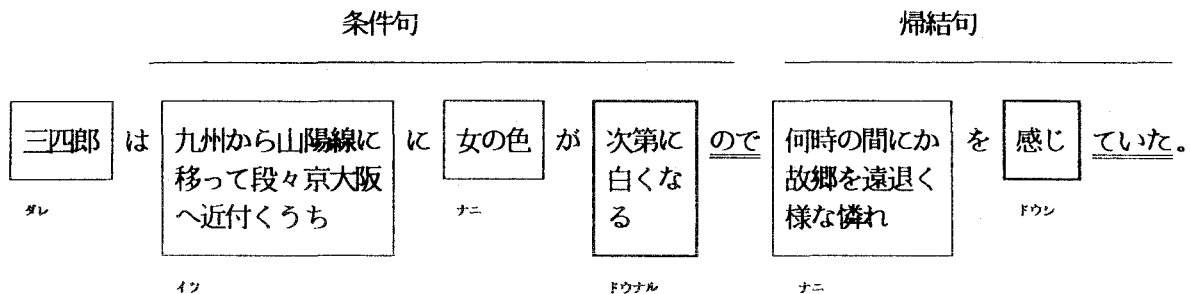 条件句 帰結句
三四郎 は 九州から山陽線に に 女の色 が 次第に ので 何時の間にか を 感じ ていた。
移って段々京大阪 白くな 故郷を遠退く
へ近付くうち る 様な憐れ
ダレ ナニ ドウシ
イツ ドウナル ナニ